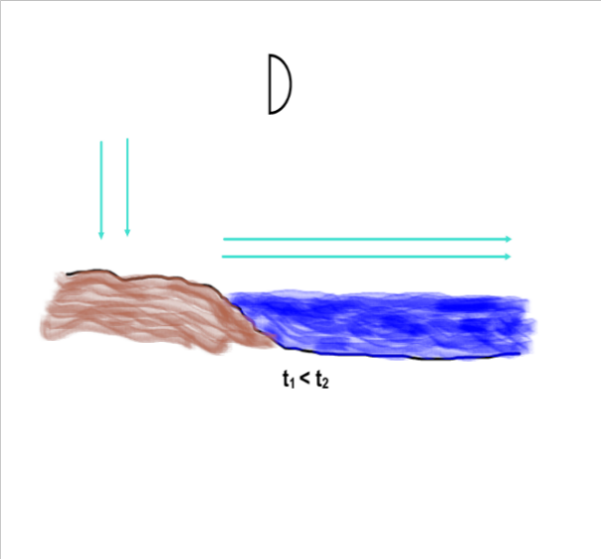 t₁ < t₂